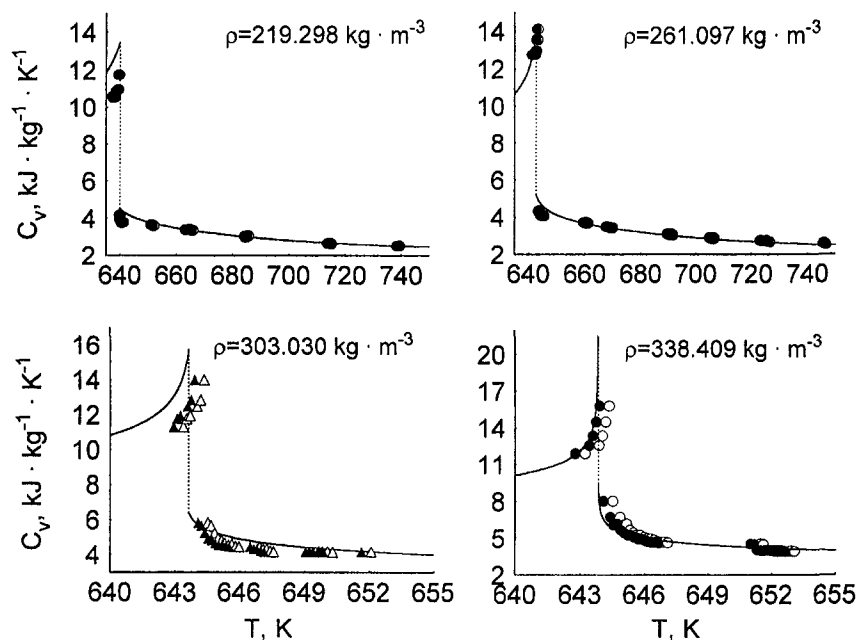 ρ=219.298 kg · m⁻³
C_v, kJ · kg⁻¹ · K⁻¹
14
12
10
8
6
4
2
640 660 680 700 720 740
ρ=261.097 kg · m⁻³
14
12
10
8
6
4
2
640 660 680 700 720 740
ρ=303.030 kg · m⁻³
C_v, kJ · kg⁻¹ · K⁻¹
16
14
12
10
8
6
4
640 643 646 649 652 655
T, K
ρ=338.409 kg · m⁻³
20
17
14
11
8
5
2
640 643 646 649 652 655
T, K